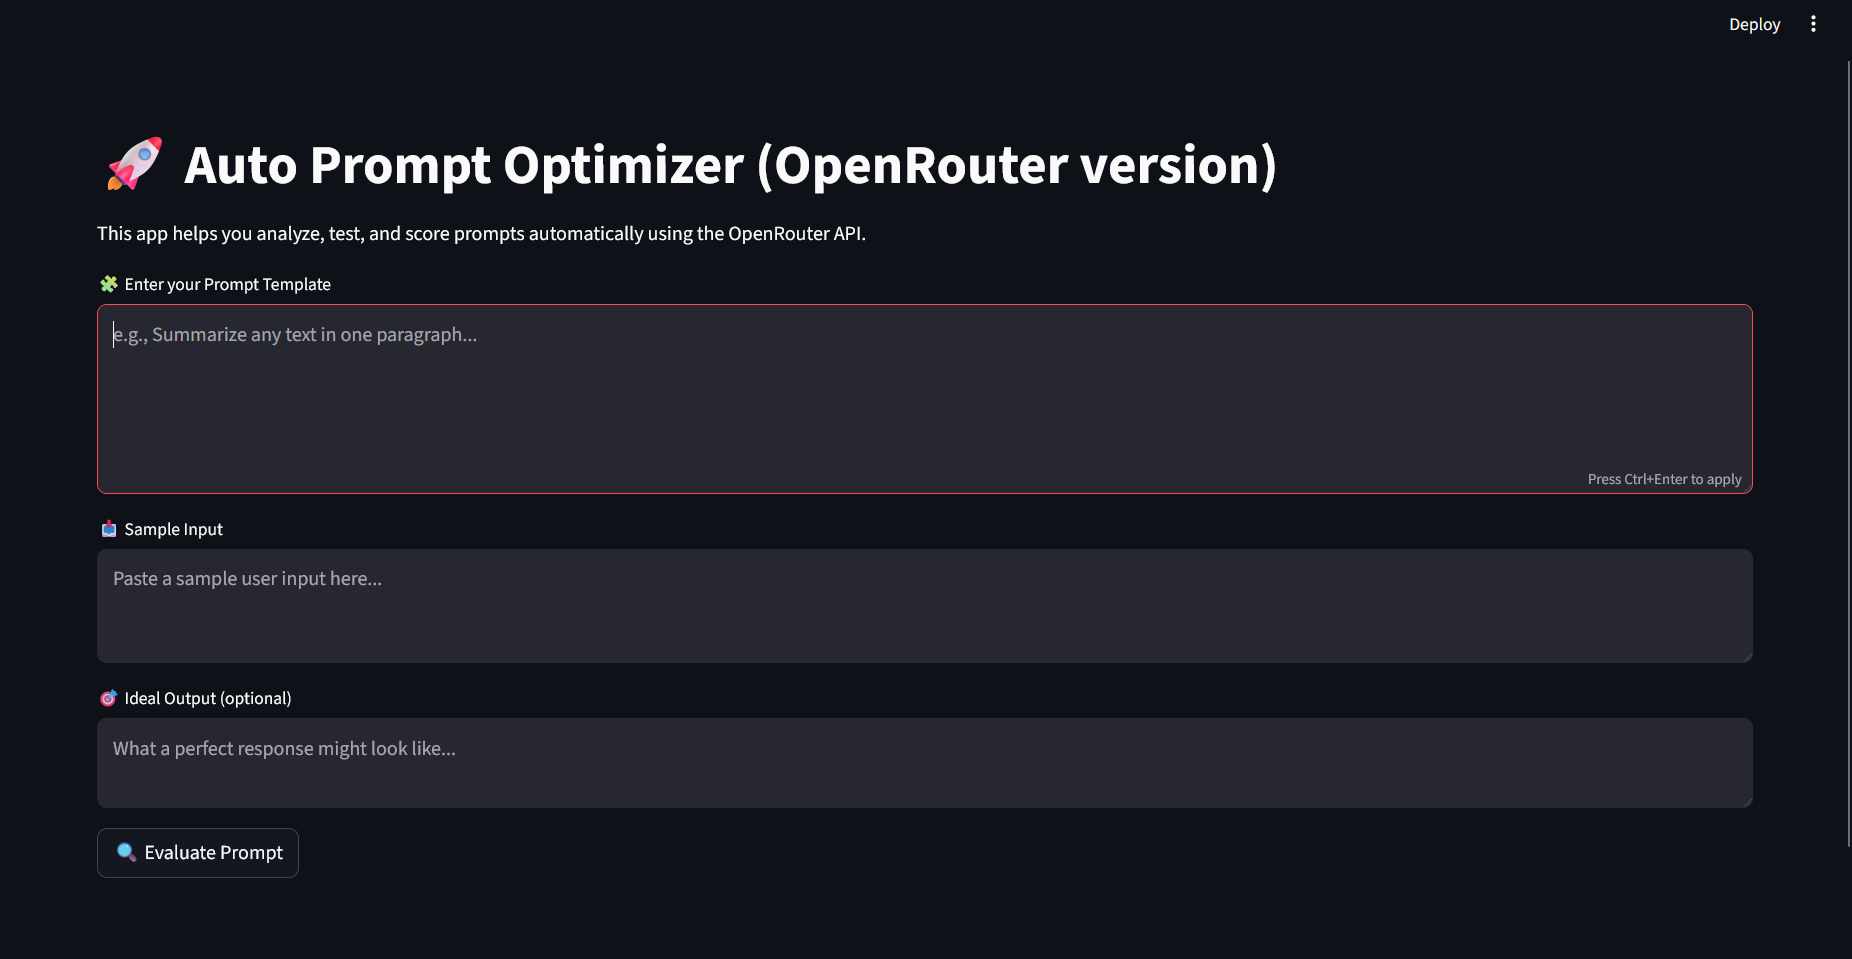 Deploy
Auto Prompt Optimizer (OpenRouter version)
This app helps you analyze, test, and score prompts automatically using the OpenRouter API.
Enter your Prompt Template
e.g., Summarize any text in one paragraph...
Press Ctrl+Enter to apply
Sample Input
Paste a sample user input here...
Ideal Output (optional)
What a perfect response might look like...
Evaluate Prompt